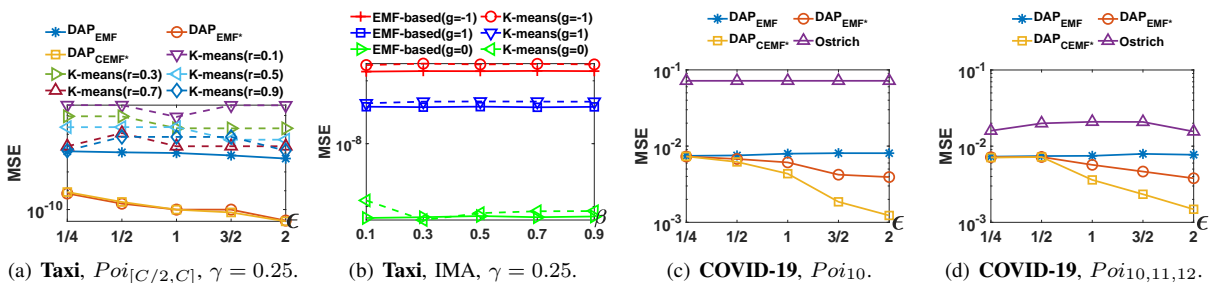 DAP_EMF DAP_EMF*
DAP_CEMF* K-means(r=0.1)
K-means(r=0.3) K-means(r=0.5)
K-means(r=0.7) K-means(r=0.9)
MSE
10^-10
ϵ
1/4 1/2 1 3/2 2
(a) Taxi, Poi_[C/2,C], γ = 0.25.
EMF-based(g=-1) K-means(g=-1)
EMF-based(g=1) K-means(g=1)
EMF-based(g=0) K-means(g=0)
MSE
10^-8
β
0.1 0.3 0.5 0.7 0.9
(b) Taxi, IMA, γ = 0.25.
DAP_EMF DAP_EMF*
DAP_CEMF* Ostrich
MSE
10^-1
10^-2
10^-3
ϵ
1/4 1/2 1 3/2 2
(c) COVID-19, Poi_10.
DAP_EMF DAP_EMF*
DAP_CEMF* Ostrich
MSE
10^-1
10^-2
10^-3
ϵ
1/4 1/2 1 3/2 2
(d) COVID-19, Poi_10,11,12.